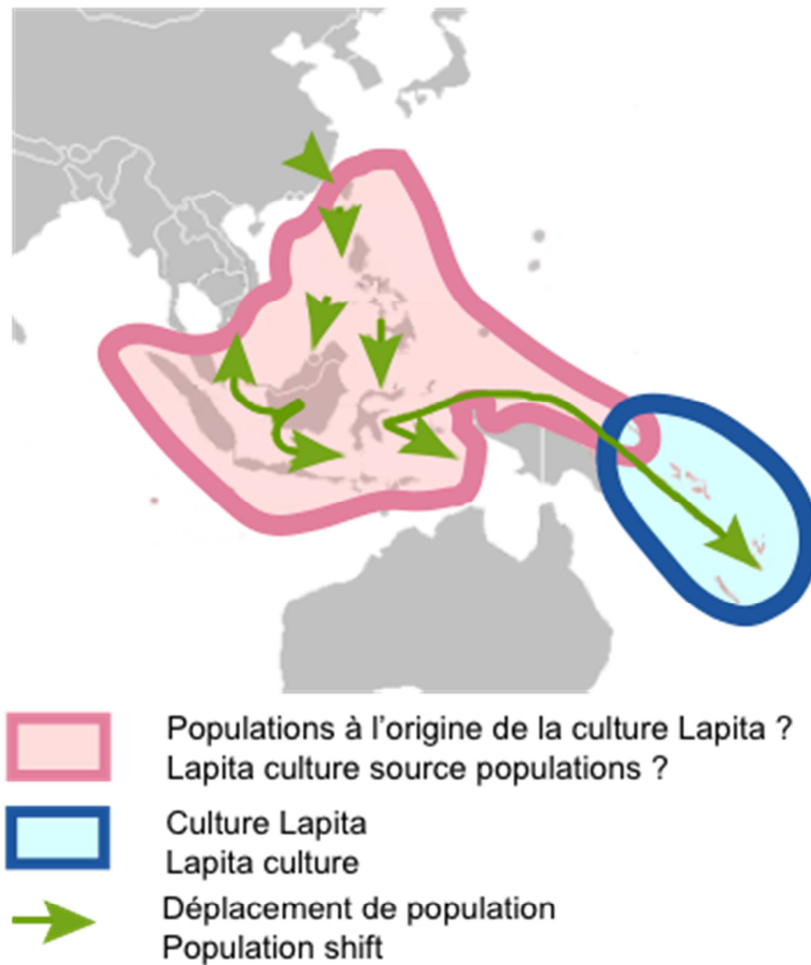 Populations à l'origine de la culture Lapita ?
Lapita culture source populations ?
Culture Lapita
Lapita culture
Déplacement de population
Population shift